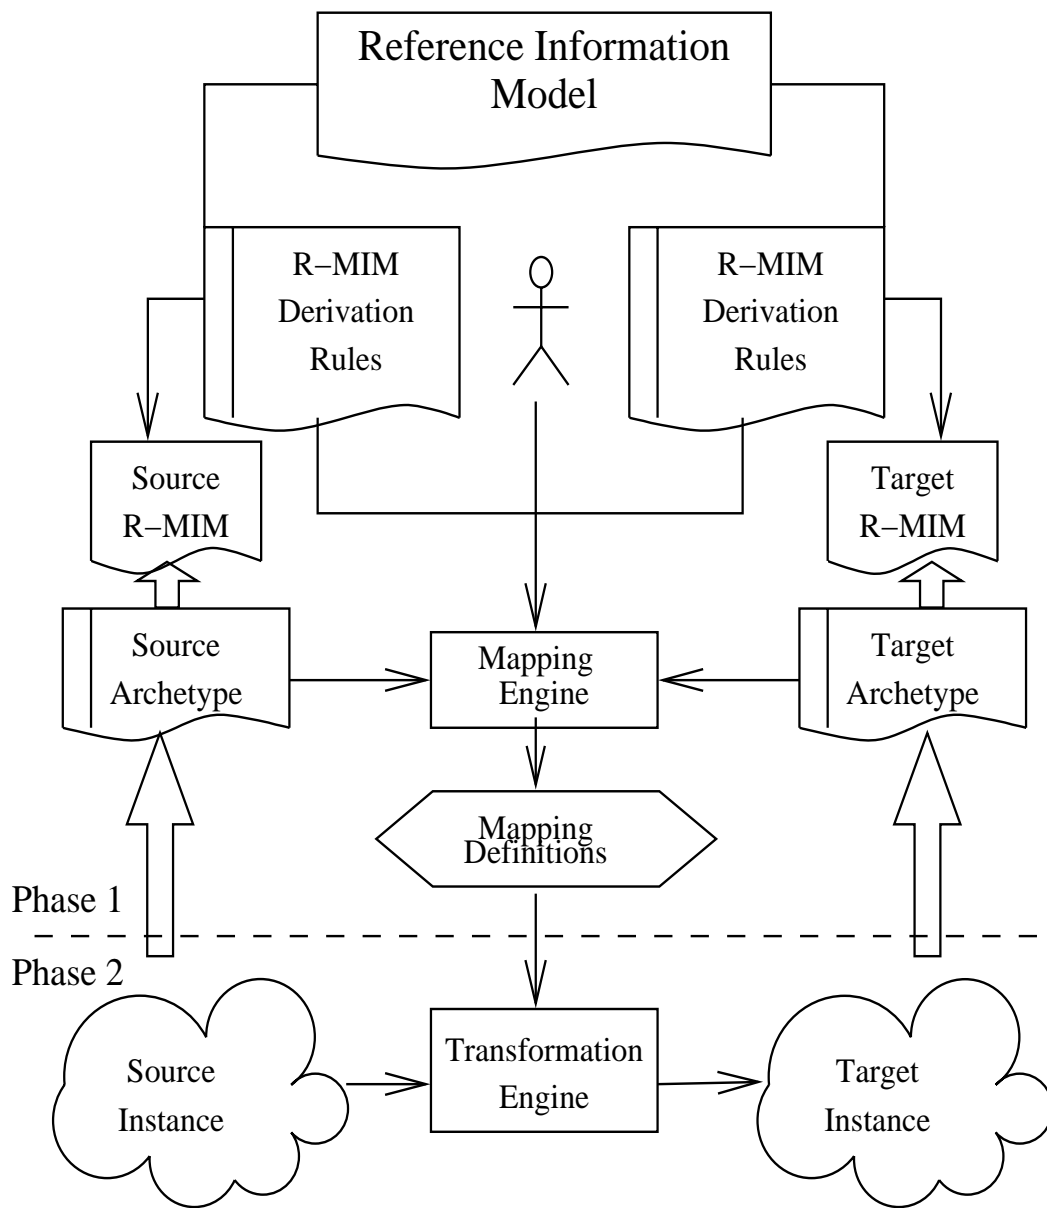 Reference Information
Model
R−MIM
Derivation
Rules
R−MIM
Derivation
Rules
Source
R−MIM
Target
R−MIM
Source
Archetype
Mapping
Engine
Target
Archetype
Mapping
Definitions
Phase 1
Phase 2
Source
Instance
Transformation
Engine
Target
Instance